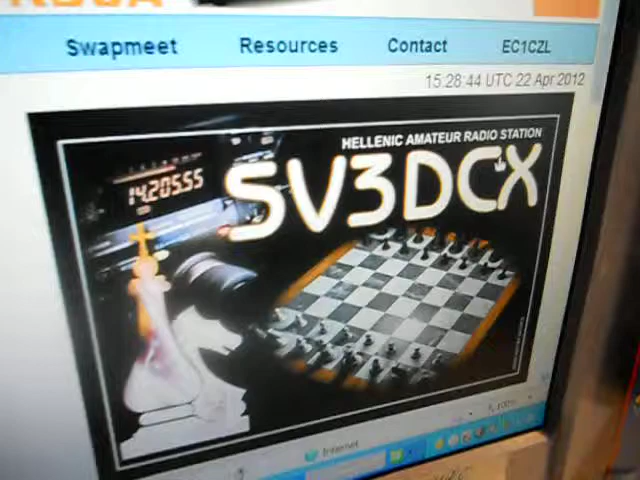 Swapmeet Resources Contact EC1CZL
15:28:44 UTC 22 Apr 2012
HELLENIC AMATEUR RADIO STATION
SV3DCX
14.205.55
Internet